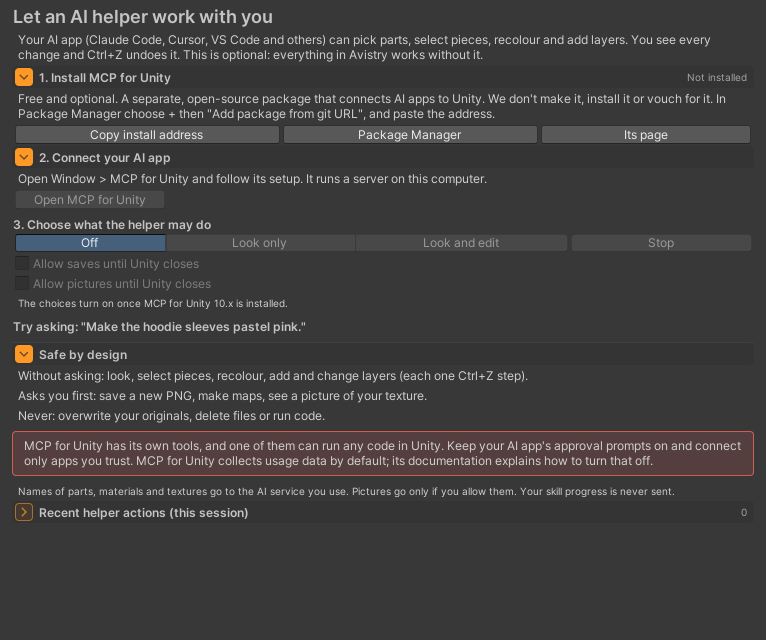 Let an AI helper work with you
Your AI app (Claude Code, Cursor, VS Code and others) can pick parts, select pieces, recolour and add layers. You see every
change and Ctrl+Z undoes it. This is optional: everything in Avistry works without it.
1. Install MCP for Unity
Not installed
Free and optional. A separate, open-source package that connects AI apps to Unity. We don't make it, install it or vouch for it. In
Package Manager choose + then "Add package from git URL", and paste the address.
Copy install address
Package Manager
Its page
2. Connect your AI app
Open Window > MCP for Unity and follow its setup. It runs a server on this computer.
Open MCP for Unity
3. Choose what the helper may do
Off
Look only
Look and edit
Stop
Allow saves until Unity closes
Allow pictures until Unity closes
The choices turn on once MCP for Unity 10.x is installed.
Try asking: "Make the hoodie sleeves pastel pink."
Safe by design
Without asking: look, select pieces, recolour, add and change layers (each one Ctrl+Z step).
Asks you first: save a new PNG, make maps, see a picture of your texture.
Never: overwrite your originals, delete files or run code.
MCP for Unity has its own tools, and one of them can run any code in Unity. Keep your AI app's approval prompts on and connect
only apps you trust. MCP for Unity collects usage data by default; its documentation explains how to turn that off.
Names of parts, materials and textures go to the AI service you use. Pictures go only if you allow them. Your skill progress is never sent.
Recent helper actions (this session)
0